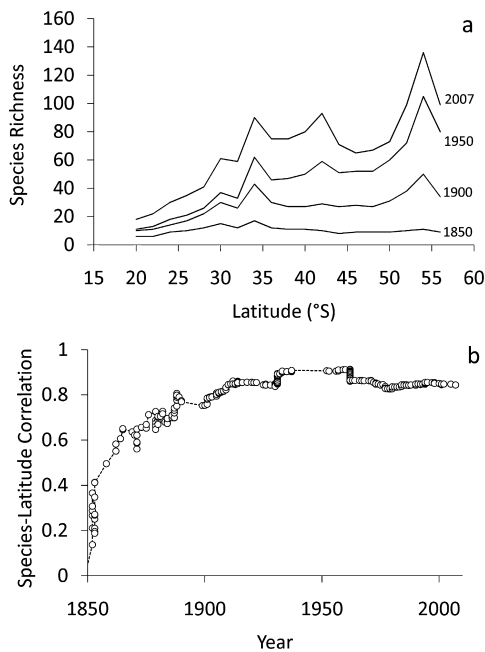 160
140
120
100
80
60
40
20
0
Species Richness
a
2007
1950
1900
1850
15 20 25 30 35 40 45 50 55 60
Latitude (°S)
1
0.8
0.6
0.4
0.2
0
Species-Latitude Correlation
b
1850 1900 1950 2000
Year